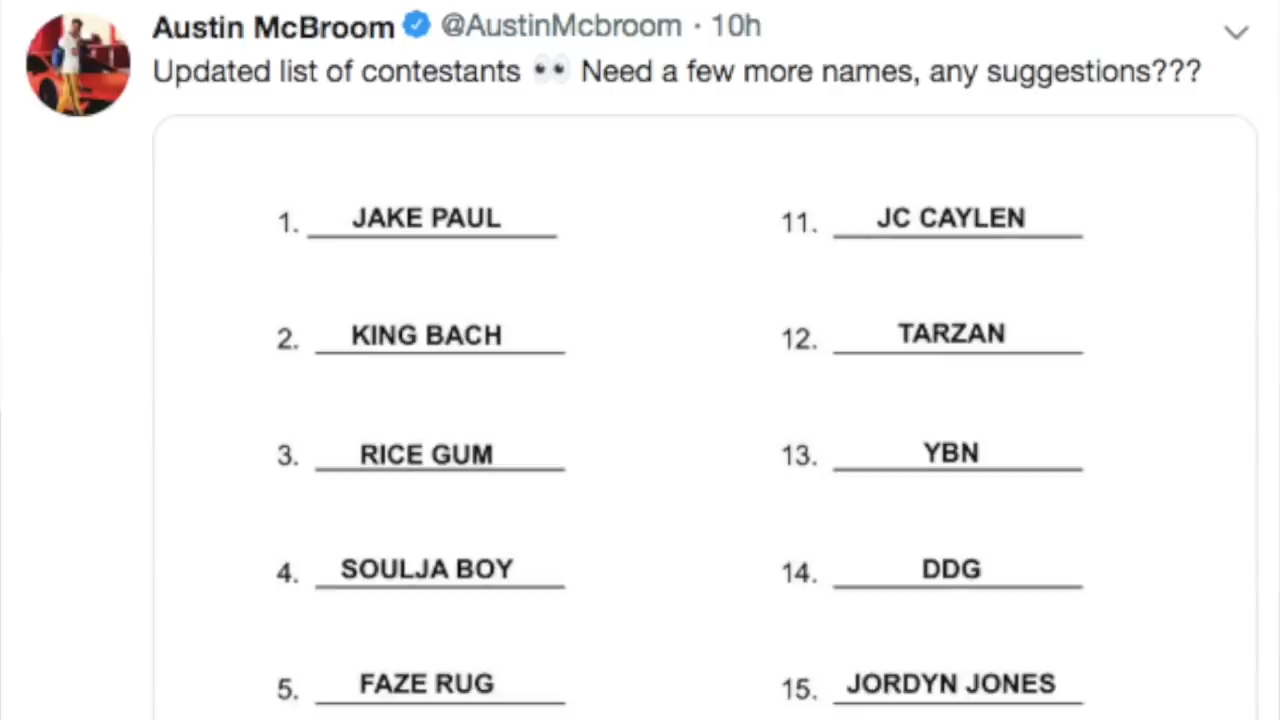 Austin McBroom @AustinMcbroom · 10h
Updated list of contestants 👀 Need a few more names, any suggestions???
1. JAKE PAUL
2. KING BACH
3. RICE GUM
4. SOULJA BOY
5. FAZE RUG
11. JC CAYLEN
12. TARZAN
13. YBN
14. DDG
15. JORDYN JONES